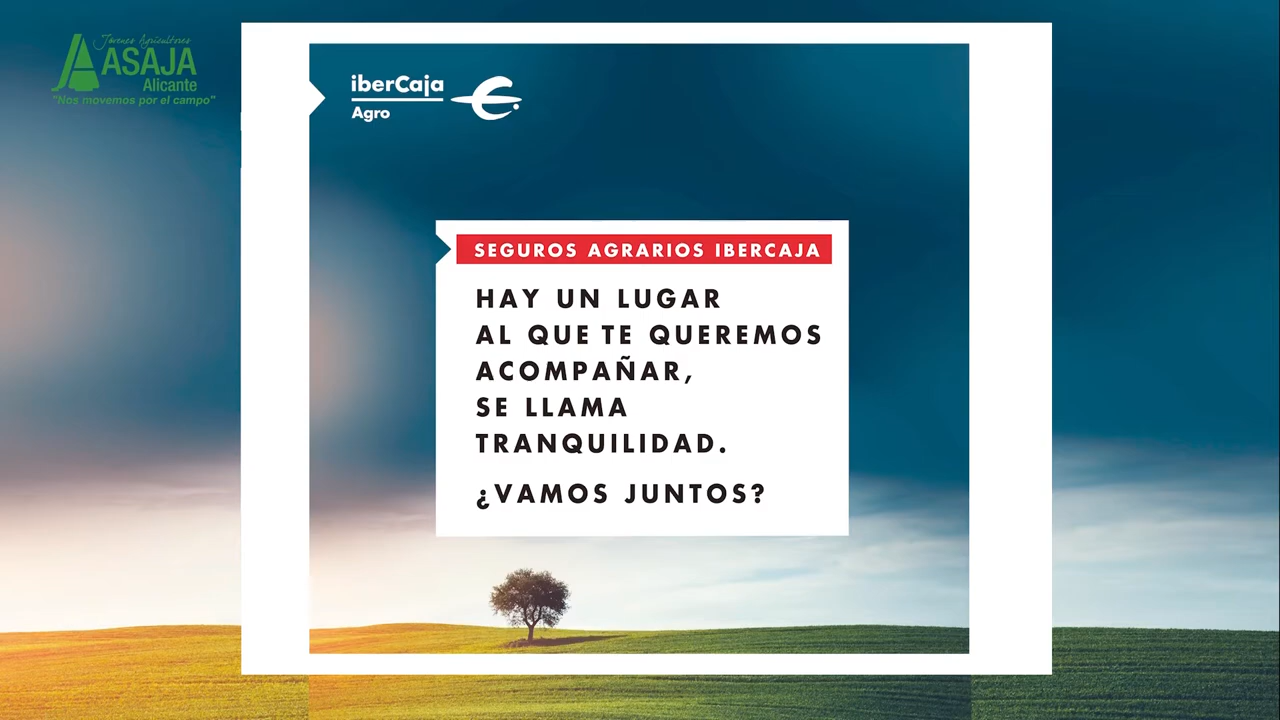 Jóvenes Agricultores
ASAJA
Alicante
"Nos movemos por el campo"
iberCaja
Agro
SEGUROS AGRARIOS IBERCAJA
HAY UN LUGAR
AL QUE TE QUEREMOS
ACOMPAÑAR,
SE LLAMA
TRANQUILIDAD.
¿VAMOS JUNTOS?